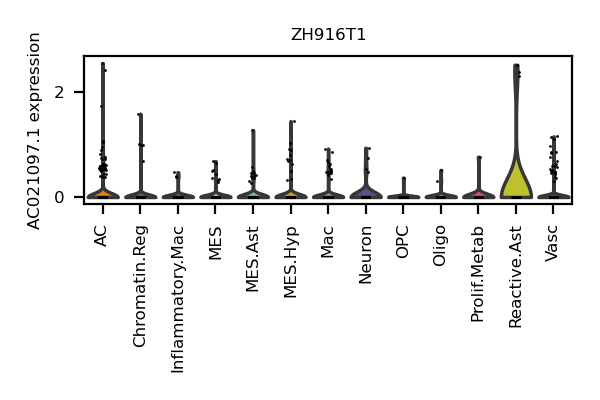 ZH916T1
AC021097.1 expression
2
0
AC
Chromatin.Reg
Inflammatory.Mac
MES
MES.Ast
MES.Hyp
Mac
Neuron
OPC
Oligo
Prolif.Metab
Reactive.Ast
Vasc